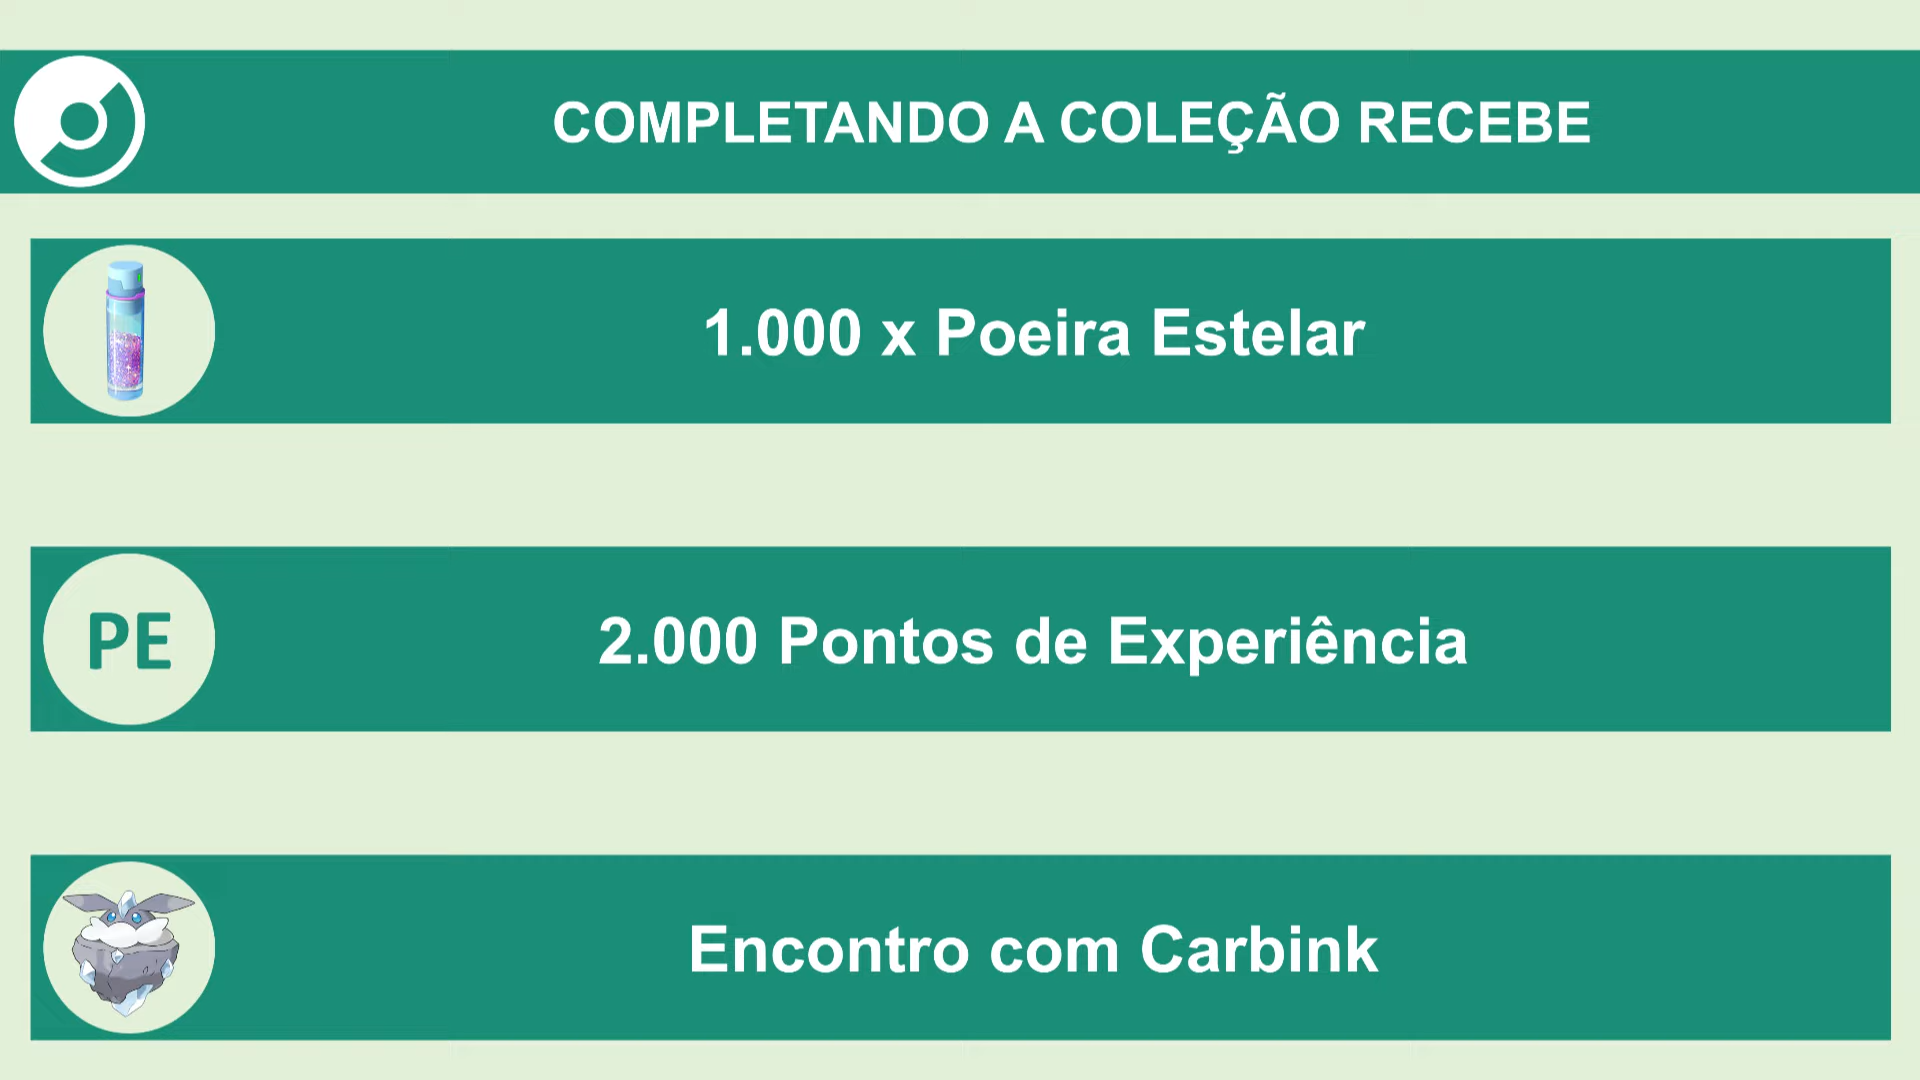 COMPLETANDO A COLEÇÃO RECEBE
1.000 x Poeira Estelar
PE
2.000 Pontos de Experiência
Encontro com Carbink